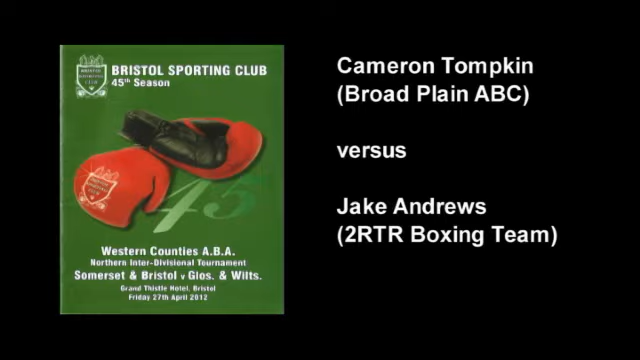 BRISTOL SPORTING CLUB
45th Season
45
Western Counties A.B.A.
Northern Inter-Divisional Tournament
Somerset & Bristol v Glos. & Wilts.
Grand Thistle Hotel, Bristol
Friday 27th April 2012
Cameron Tompkin
(Broad Plain ABC)
versus
Jake Andrews
(2RTR Boxing Team)